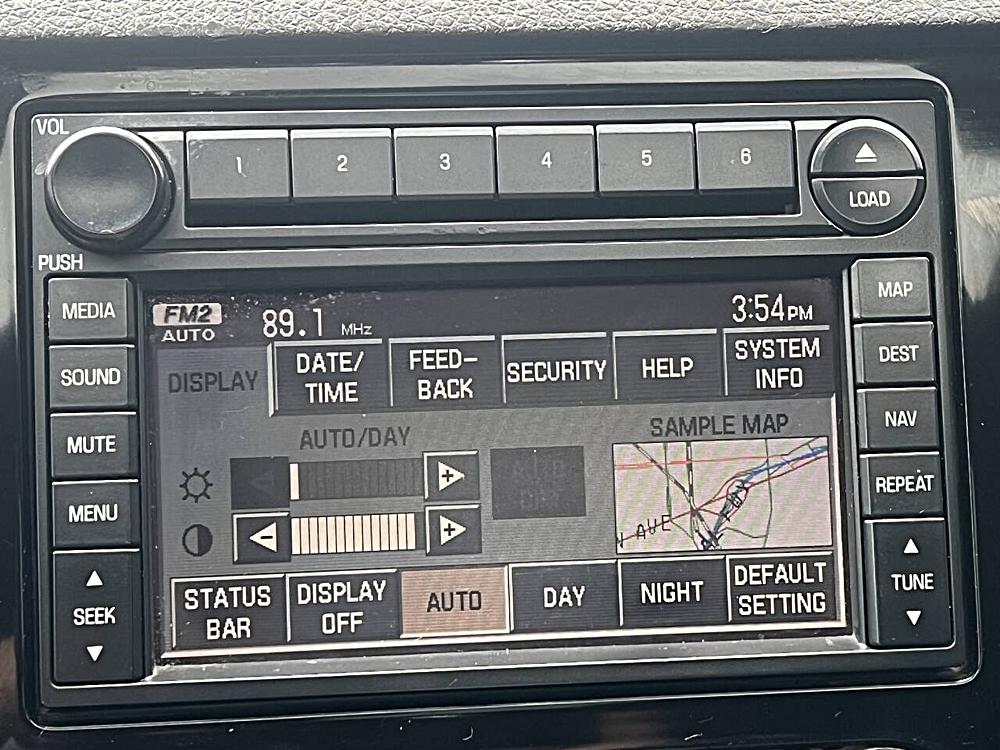 VOL
1 2 3 4 5 6
LOAD
PUSH
MEDIA
SOUND
MUTE
MENU
SEEK
FM2
AUTO
89.1 MHz
3:54PM
DISPLAY
DATE/
TIME
FEED-
BACK
SECURITY
HELP
SYSTEM
INFO
AUTO/DAY
SAMPLE MAP
N AVE
FWY
STATUS
BAR
DISPLAY
OFF
AUTO
DAY
NIGHT
DEFAULT
SETTING
MAP
DEST
NAV
REPEAT
TUNE